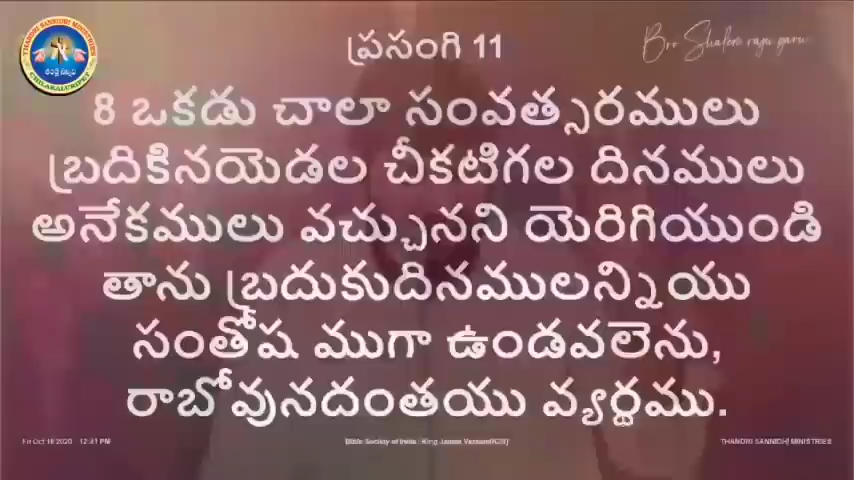 THANDRI SANNIDHI MINISTRIES
తండ్రి సన్నిధి
CHILAKALURIPET
ప్రసంగి 11
Bro Shalem raju garu
8 ఒకడు చాలా సంవత్సరములు
బ్రదికినయెడల చీకటిగల దినములు
అనేకములు వచ్చునని యెరిగియుండి
తాను బ్రదుకుదినములన్నియు
సంతోష ముగా ఉండవలెను,
రాబోవునదంతయు వ్యర్థము.
Fri Oct 16 2020 12:41 PM
Bible Society of India / King James Version(KJV)
THANDRI SANNIDHI MINISTRIES